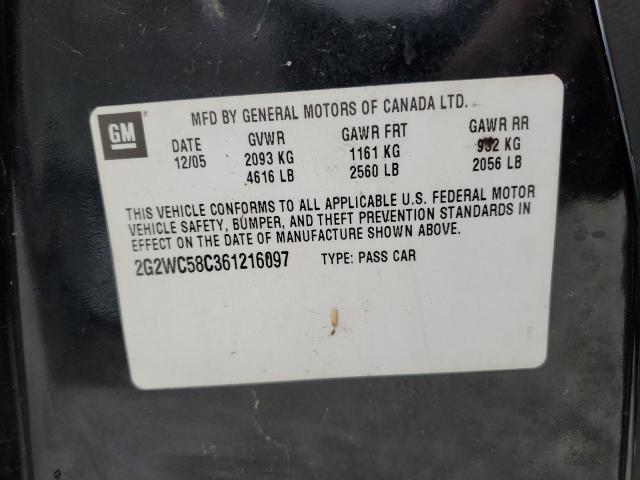 MFD BY GENERAL MOTORS OF CANADA LTD.
GM
DATE GVWR GAWR FRT GAWR RR
12/05 2093 KG 1161 KG 932 KG
4616 LB 2560 LB 2056 LB
THIS VEHICLE CONFORMS TO ALL APPLICABLE U.S. FEDERAL MOTOR
VEHICLE SAFETY, BUMPER, AND THEFT PREVENTION STANDARDS IN
EFFECT ON THE DATE OF MANUFACTURE SHOWN ABOVE.
2G2WC58C361216097 TYPE: PASS CAR